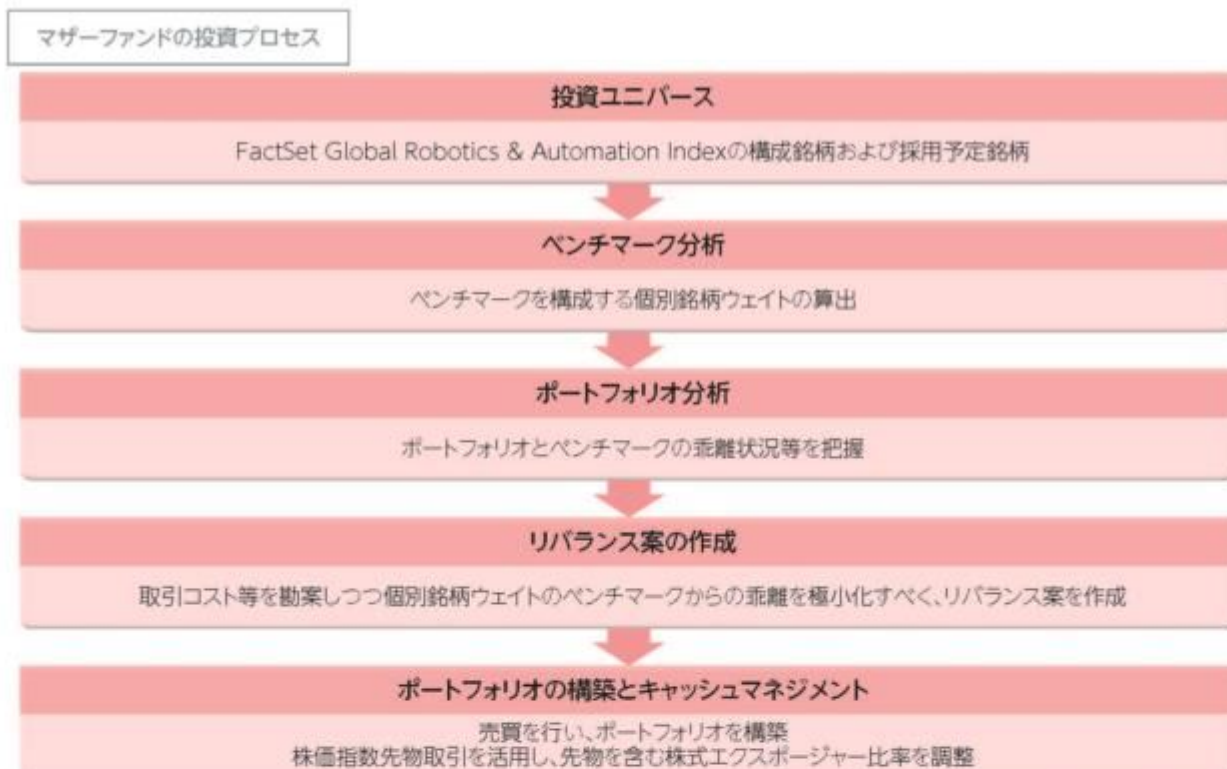 マザーファンドの投資プロセス
投資ユニバース
FactSet Global Robotics & Automation Indexの構成銘柄および採用予定銘柄
ベンチマーク分析
ベンチマークを構成する個別銘柄ウェイトの算出
ポートフォリオ分析
ポートフォリオとベンチマークの乖離状況等を把握
リバランス案の作成
取引コスト等を勘案しつつ個別銘柄ウェイトのベンチマークからの乖離を極小化すべく、リバランス案を作成
ポートフォリオの構築とキャッシュマネジメント
売買を行い、ポートフォリオを構築
株価指数先物取引を活用し、先物を含む株式エクスポージャー比率を調整